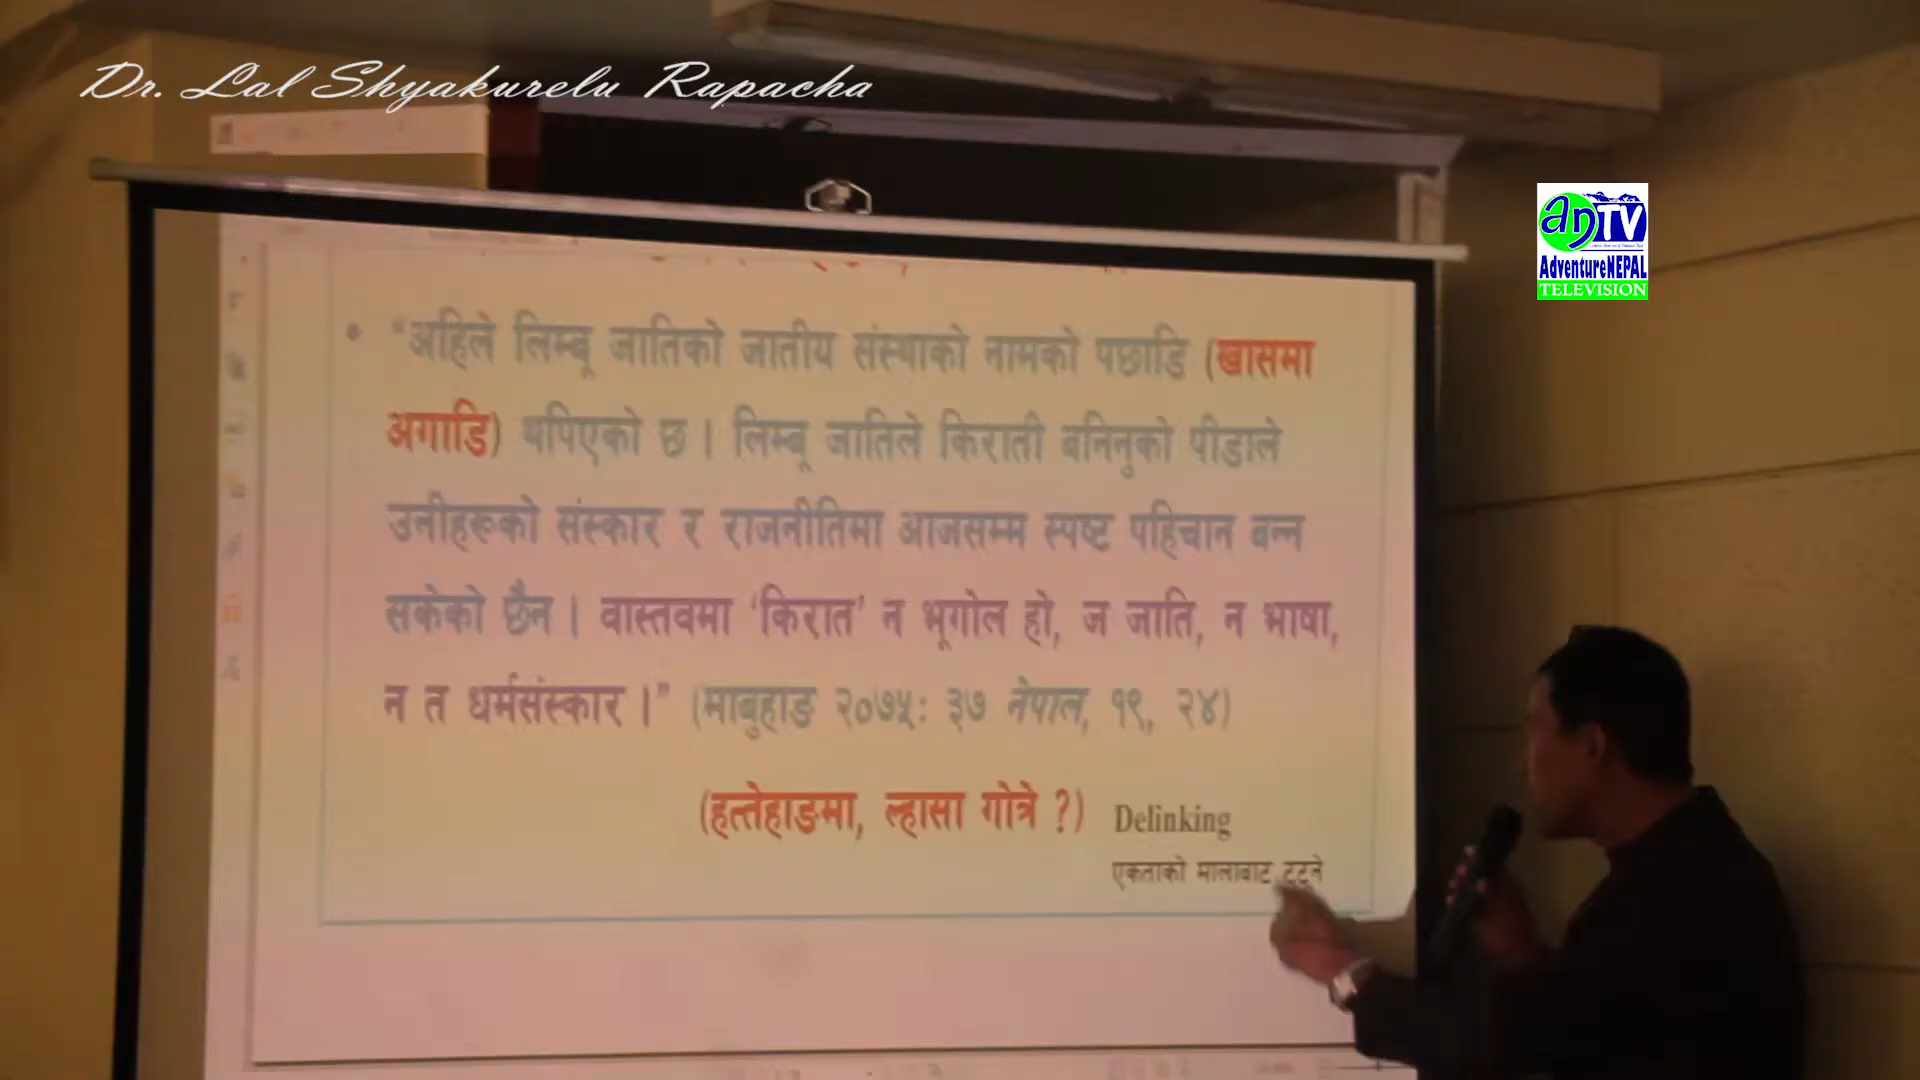 Dr. Lal Shyakurelu Rapacha
anTV
AdventureNEPAL
TELEVISION
• “अहिले लिम्बू जातिको जातीय संस्थाको नामको पछाडि (खासमा
अगाडि) थपिएको छ । लिम्बू जातिले किराती बनिनुको पीडाले
उनीहरूको संस्कार र राजनीतिमा आजसम्म स्पष्ट पहिचान बन्न
सकेको छैन । वास्तवमा ‘किरात’ न भूगोल हो, ज जाति, न भाषा,
न त धर्मसंस्कार ।” (माबुहाङ २०७५: ३७ नेपाल, १९, २४)
(हत्तेहाङमा, ल्हासा गोत्रे ?) Delinking
एकताको मालाबाट टुट्ने